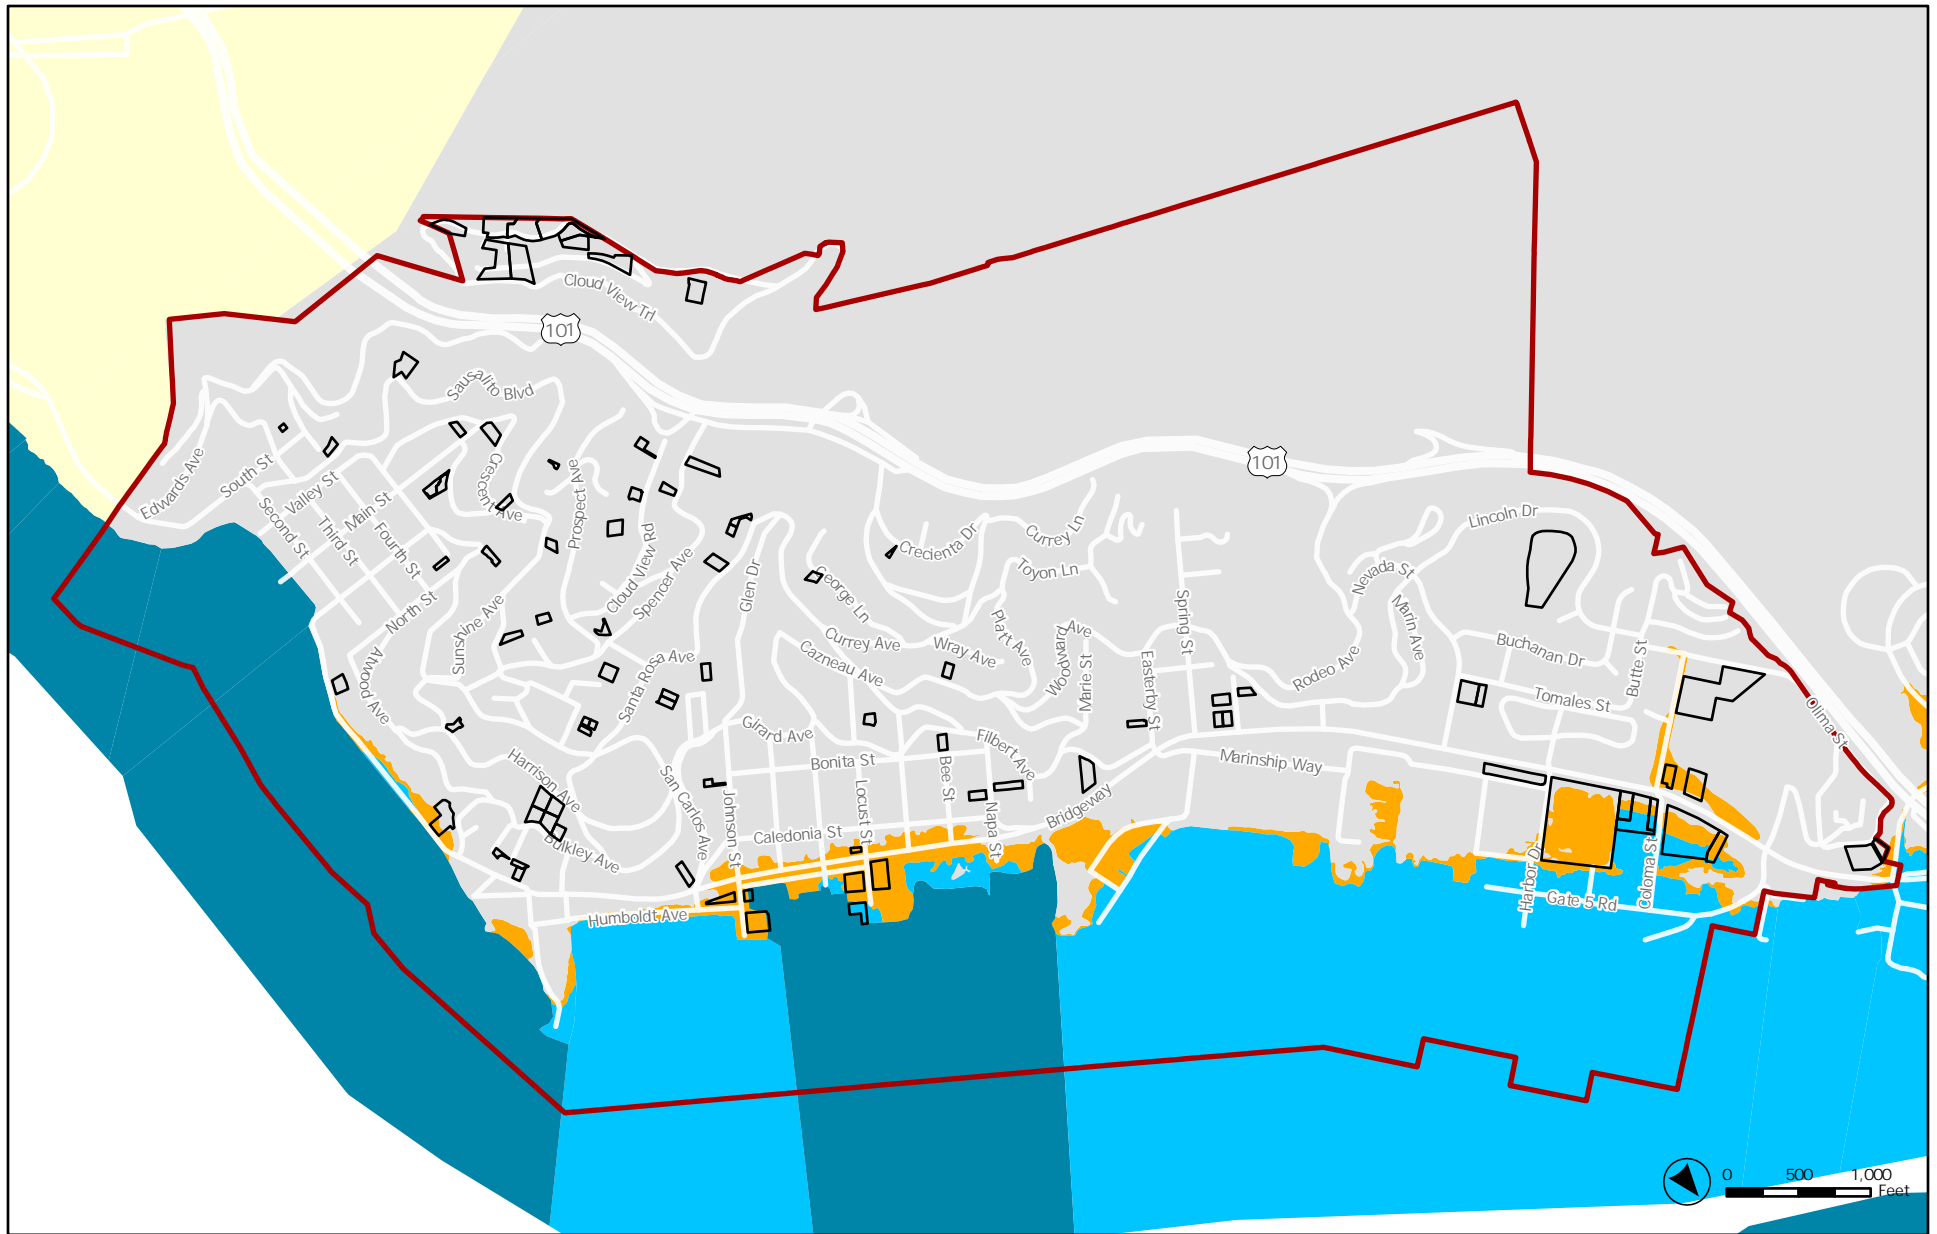 Cloud View Trl
101
Sausalito Blvd
101
Edwards Ave
South St
Valley St
Crescent Ave
Prospect Ave
Main St
Second St
Third St
Fourth St
Cloud View Rd
Spencer Ave
Glen Dr
George Ln
Crecienta Dr
Currey Ln
Toyon Ln
Lincoln Dr
Nevada St
Marin Ave
North St
Sunshine Ave
Atwood Ave
Santa Rosa Ave
Currey Ave
Cazneau Ave
Wray Ave
Platt Ave
Woodward Ave
Marie St
Easterby St
Spring St
Rodeo Ave
Buchanan Dr
Butte St
Tomales St
Olima St
Girard Ave
Bonita St
Filbert Ave
Marinship Way
Harrison Ave
San Carlos Ave
Johnson St
Locust St
Bee St
Napa St
Bridgeway
Caledonia St
Bulkley Ave
Humboldt Ave
Harbor Dr
Coloma St
Gate 5 Rd
0 500 1,000
Feet